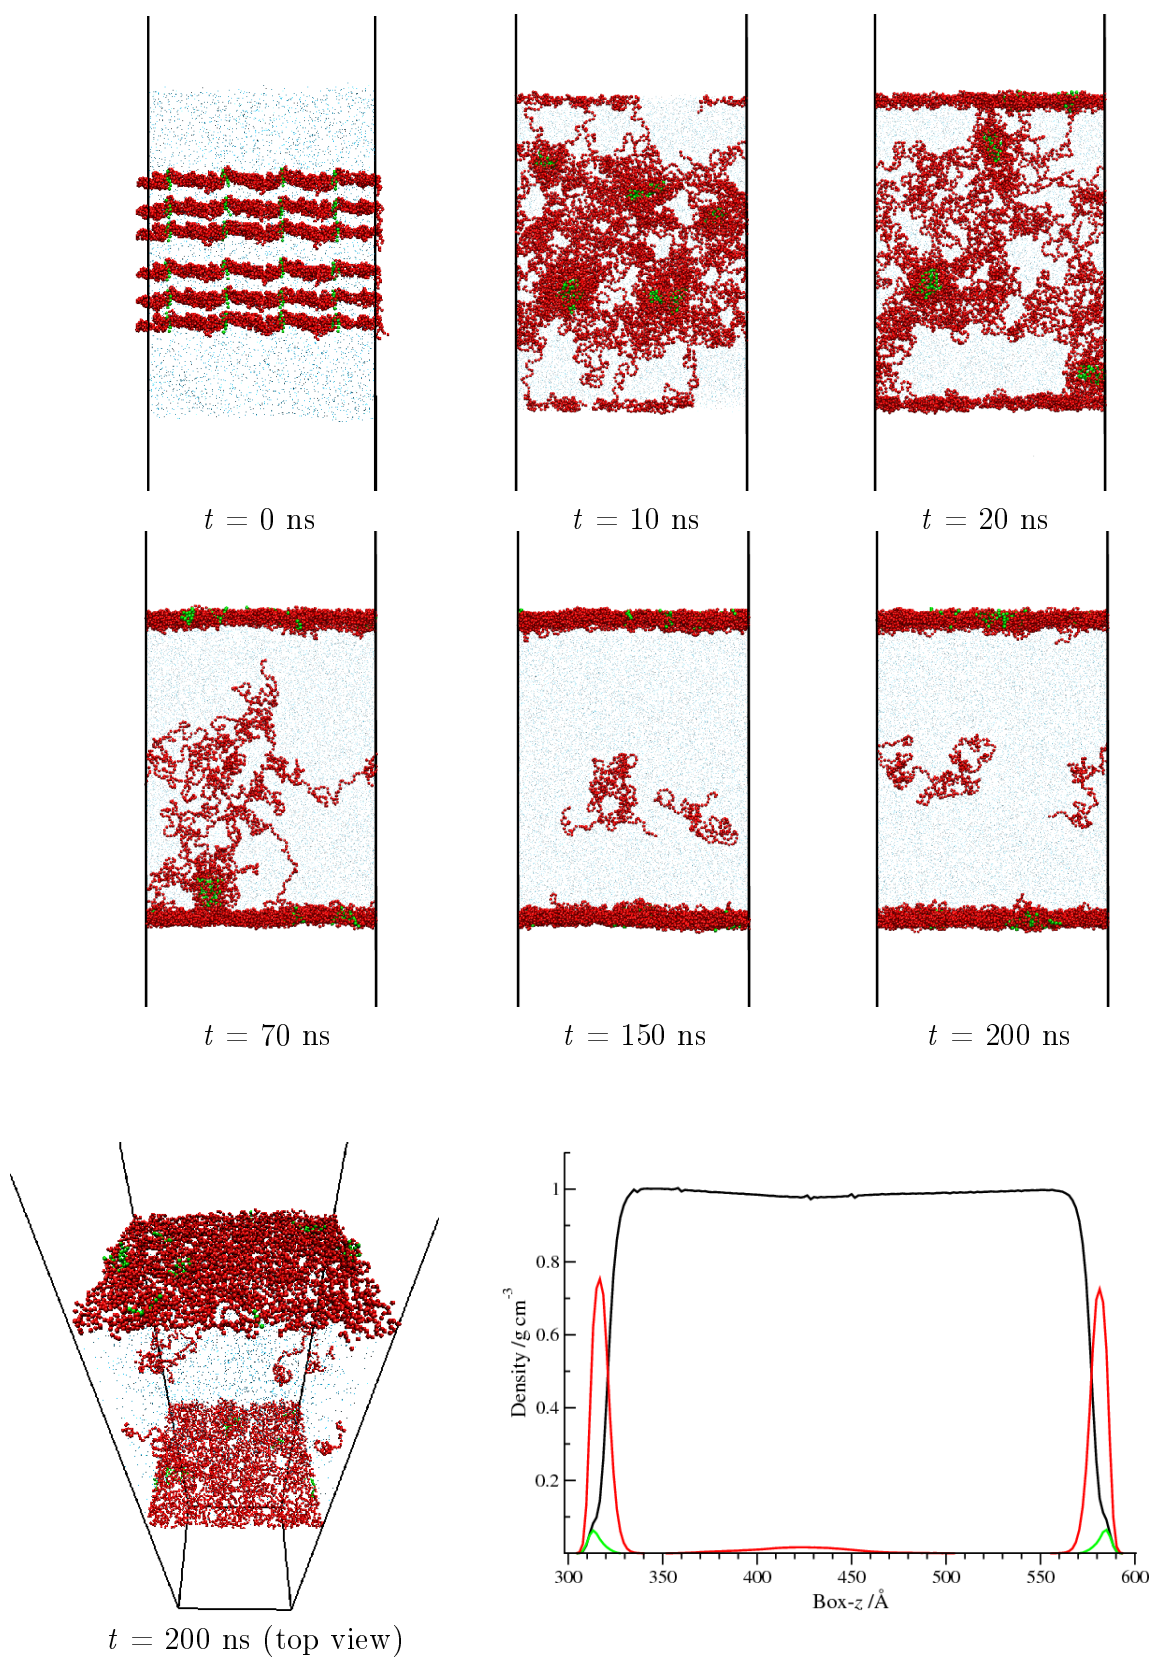 t = 0 ns
t = 10 ns
t = 20 ns
t = 70 ns
t = 150 ns
t = 200 ns
t = 200 ns (top view)
Density /g cm⁻³
1
0.8
0.6
0.4
0.2
300 350 400 450 500 550 600
Box-z /Å